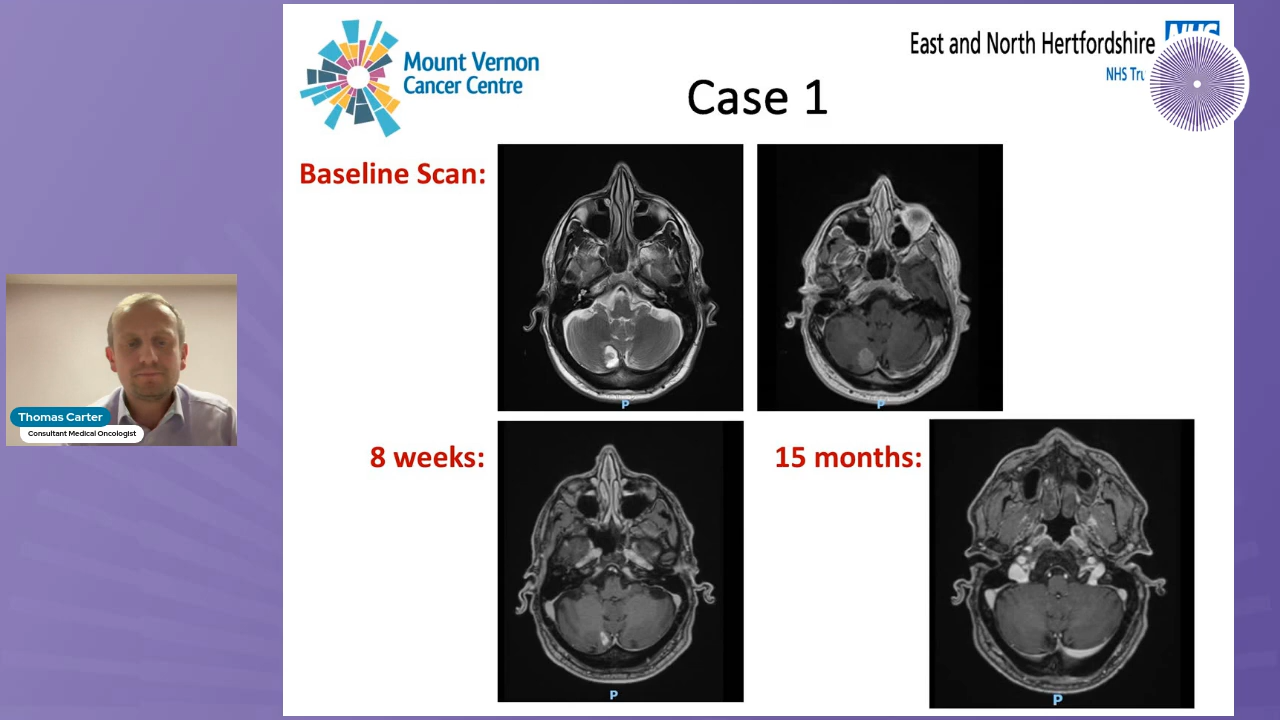 Mount Vernon
Cancer Centre
East and North Hertfordshire
NHS
Case 1
Baseline Scan:
P
P
Thomas Carter
Consultant Medical Oncologist
8 weeks:
15 months:
P
P